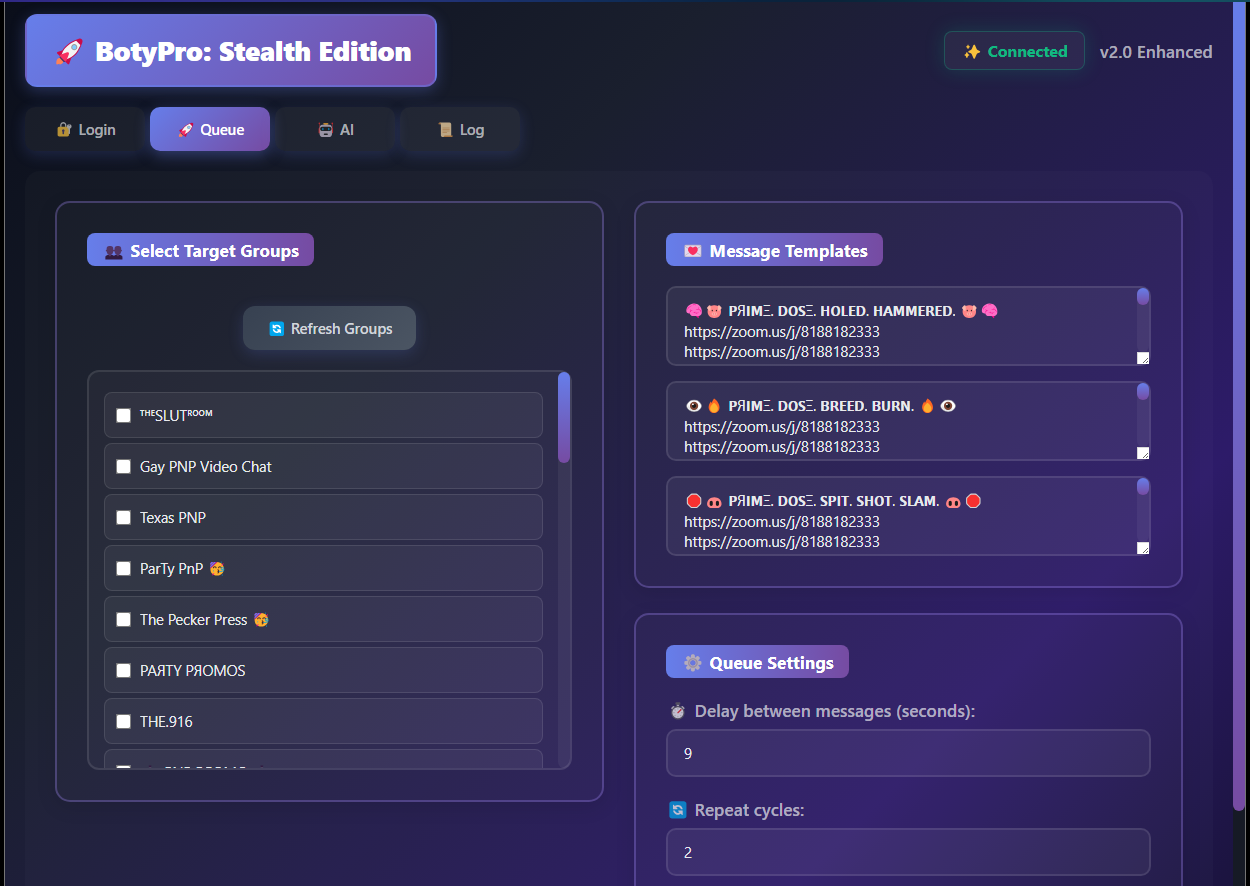 🚀 BotyPro: Stealth Edition
✨ Connected
v2.0 Enhanced
🔐 Login
🚀 Queue
🤖 AI
📜 Log
👥 Select Target Groups
🔄 Refresh Groups
ᵀᴴᴱSLUTᴿᴼᴼᴹ
Gay PNP Video Chat
Texas PNP
ParTy PnP 🥳
The Pecker Press 🥳
PAЯTY PЯOMOS
THE.916
💌 Message Templates
🧠 🐷 PЯIMΞ. DOSΞ. HOLED. HAMMERED. 🐷 🧠
https://zoom.us/j/8188182333
https://zoom.us/j/8188182333
👁️ 🔥 PЯIMΞ. DOSΞ. BREED. BURN. 🔥 👁️
https://zoom.us/j/8188182333
https://zoom.us/j/8188182333
🛑 🐽 PЯIMΞ. DOSΞ. SPIT. SHOT. SLAM. 🐽 🛑
https://zoom.us/j/8188182333
https://zoom.us/j/8188182333
⚙️ Queue Settings
⏱️ Delay between messages (seconds):
9
🔄 Repeat cycles:
2